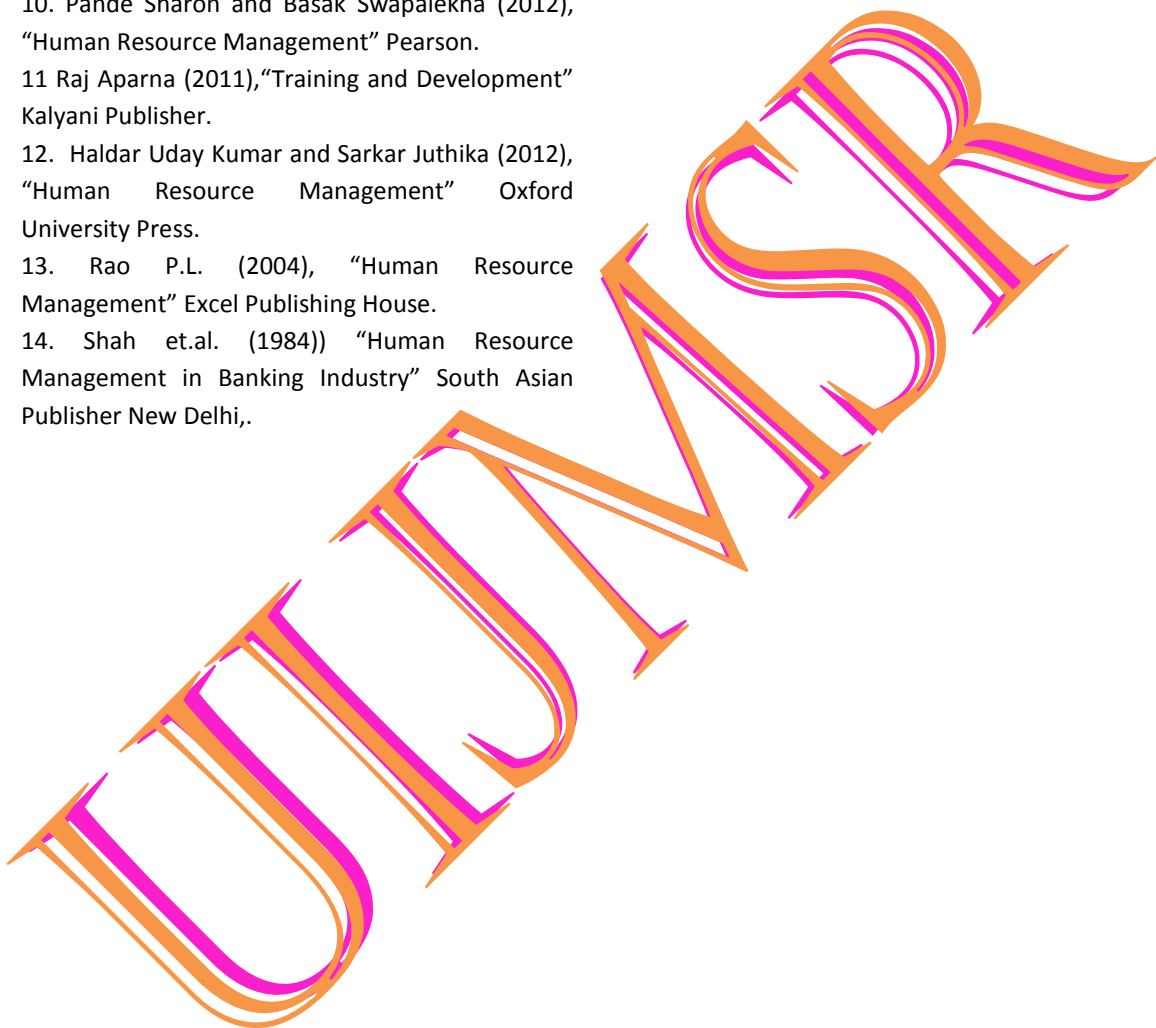 10. Pande Sharon and Basak Swapalekha (2012),
“Human Resource Management” Pearson.
11 Raj Aparna (2011),“Training and Development”
Kalyani Publisher.
12. Haldar Uday Kumar and Sarkar Juthika (2012),
“Human Resource Management” Oxford
University Press.
13. Rao P.L. (2004), “Human Resource
Management” Excel Publishing House.
14. Shah et.al. (1984)) “Human Resource
Management in Banking Industry” South Asian
Publisher New Delhi,.
UIJMSR